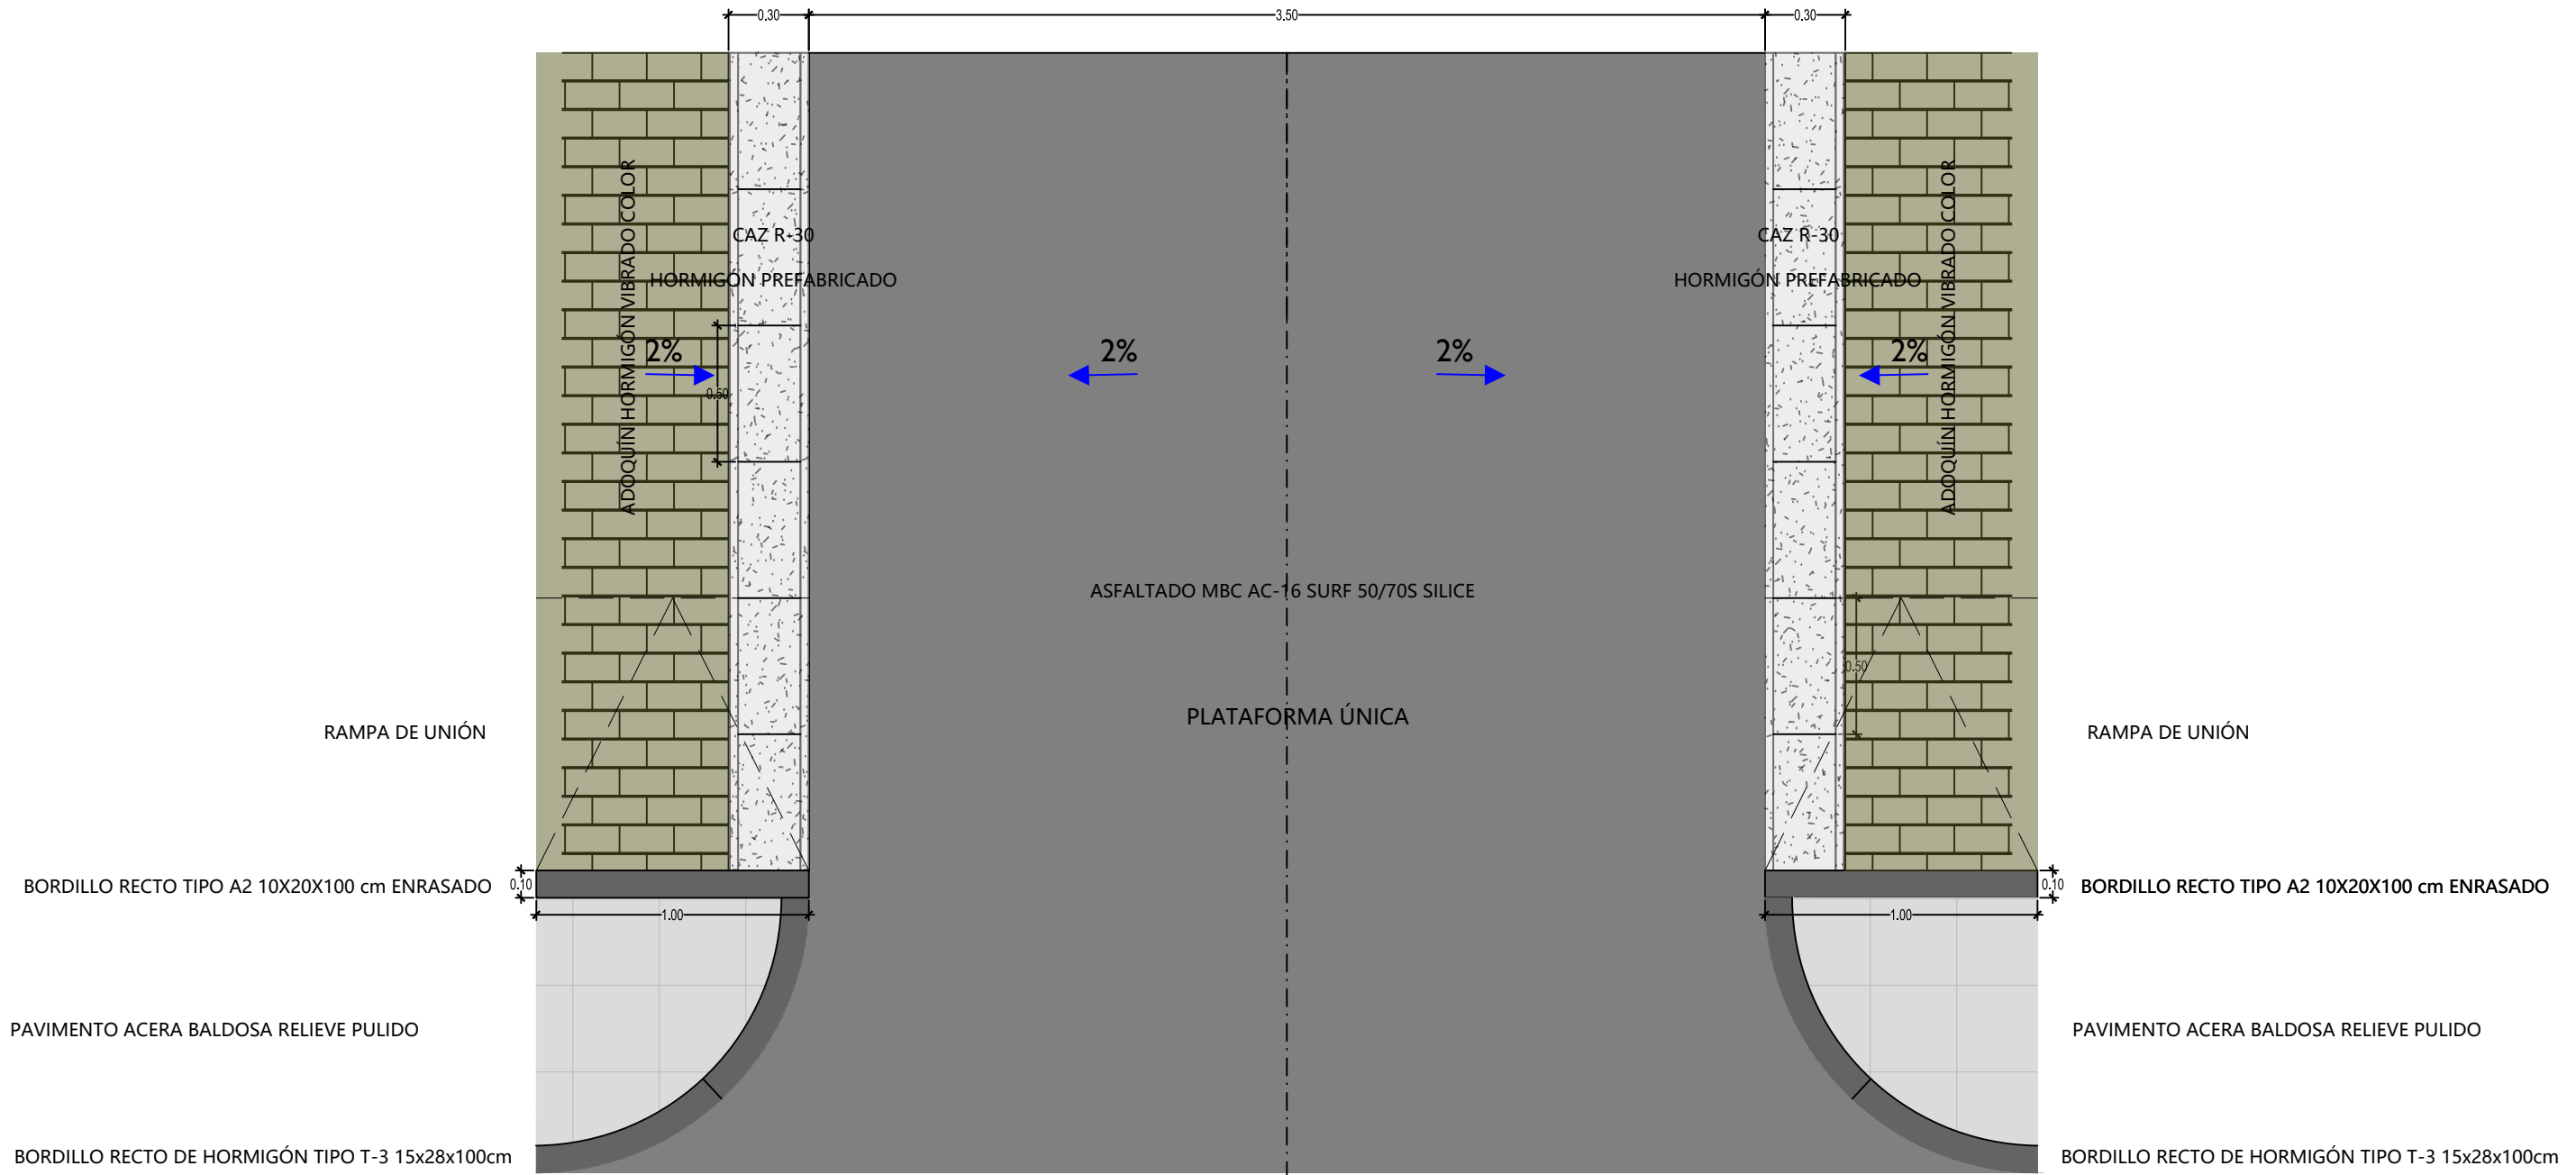 0.30
3.50
0.30
ADOQUÍN HORMIGÓN VIBRADO COLOR
CAZ R-30
HORMIGÓN PREFABRICADO
CAZ R-30
HORMIGÓN PREFABRICADO
ADOQUÍN HORMIGÓN VIBRADO COLOR
2%
2%
2%
2%
0.50
ASFALTADO MBC AC-16 SURF 50/70S SILICE
0.50
PLATAFORMA ÚNICA
RAMPA DE UNIÓN
RAMPA DE UNIÓN
BORDILLO RECTO TIPO A2 10X20X100 cm ENRASADO
0.10
0.10
BORDILLO RECTO TIPO A2 10X20X100 cm ENRASADO
1.00
1.00
PAVIMENTO ACERA BALDOSA RELIEVE PULIDO
PAVIMENTO ACERA BALDOSA RELIEVE PULIDO
BORDILLO RECTO DE HORMIGÓN TIPO T-3 15x28x100cm
BORDILLO RECTO DE HORMIGÓN TIPO T-3 15x28x100cm